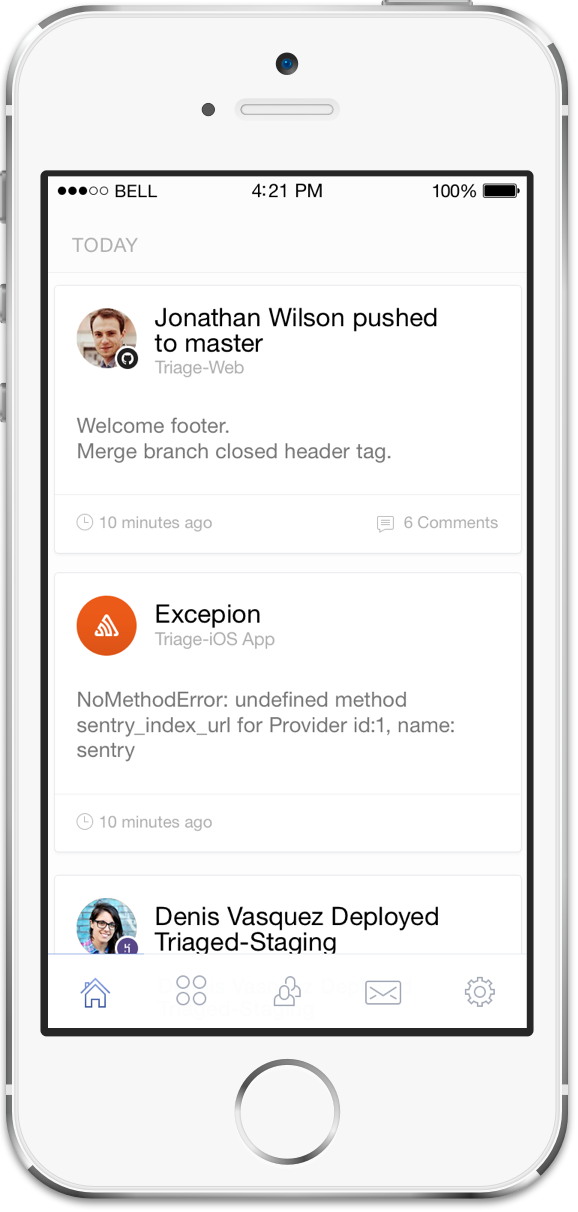 BELL 4:21 PM 100%
TODAY
Jonathan Wilson pushed
to master
Triage-Web
Welcome footer.
Merge branch closed header tag.
10 minutes ago 6 Comments
Excepion
Triage-iOS App
NoMethodError: undefined method
sentry_index_url for Provider id:1, name:
sentry
10 minutes ago
Denis Vasquez Deployed
Triaged-Staging